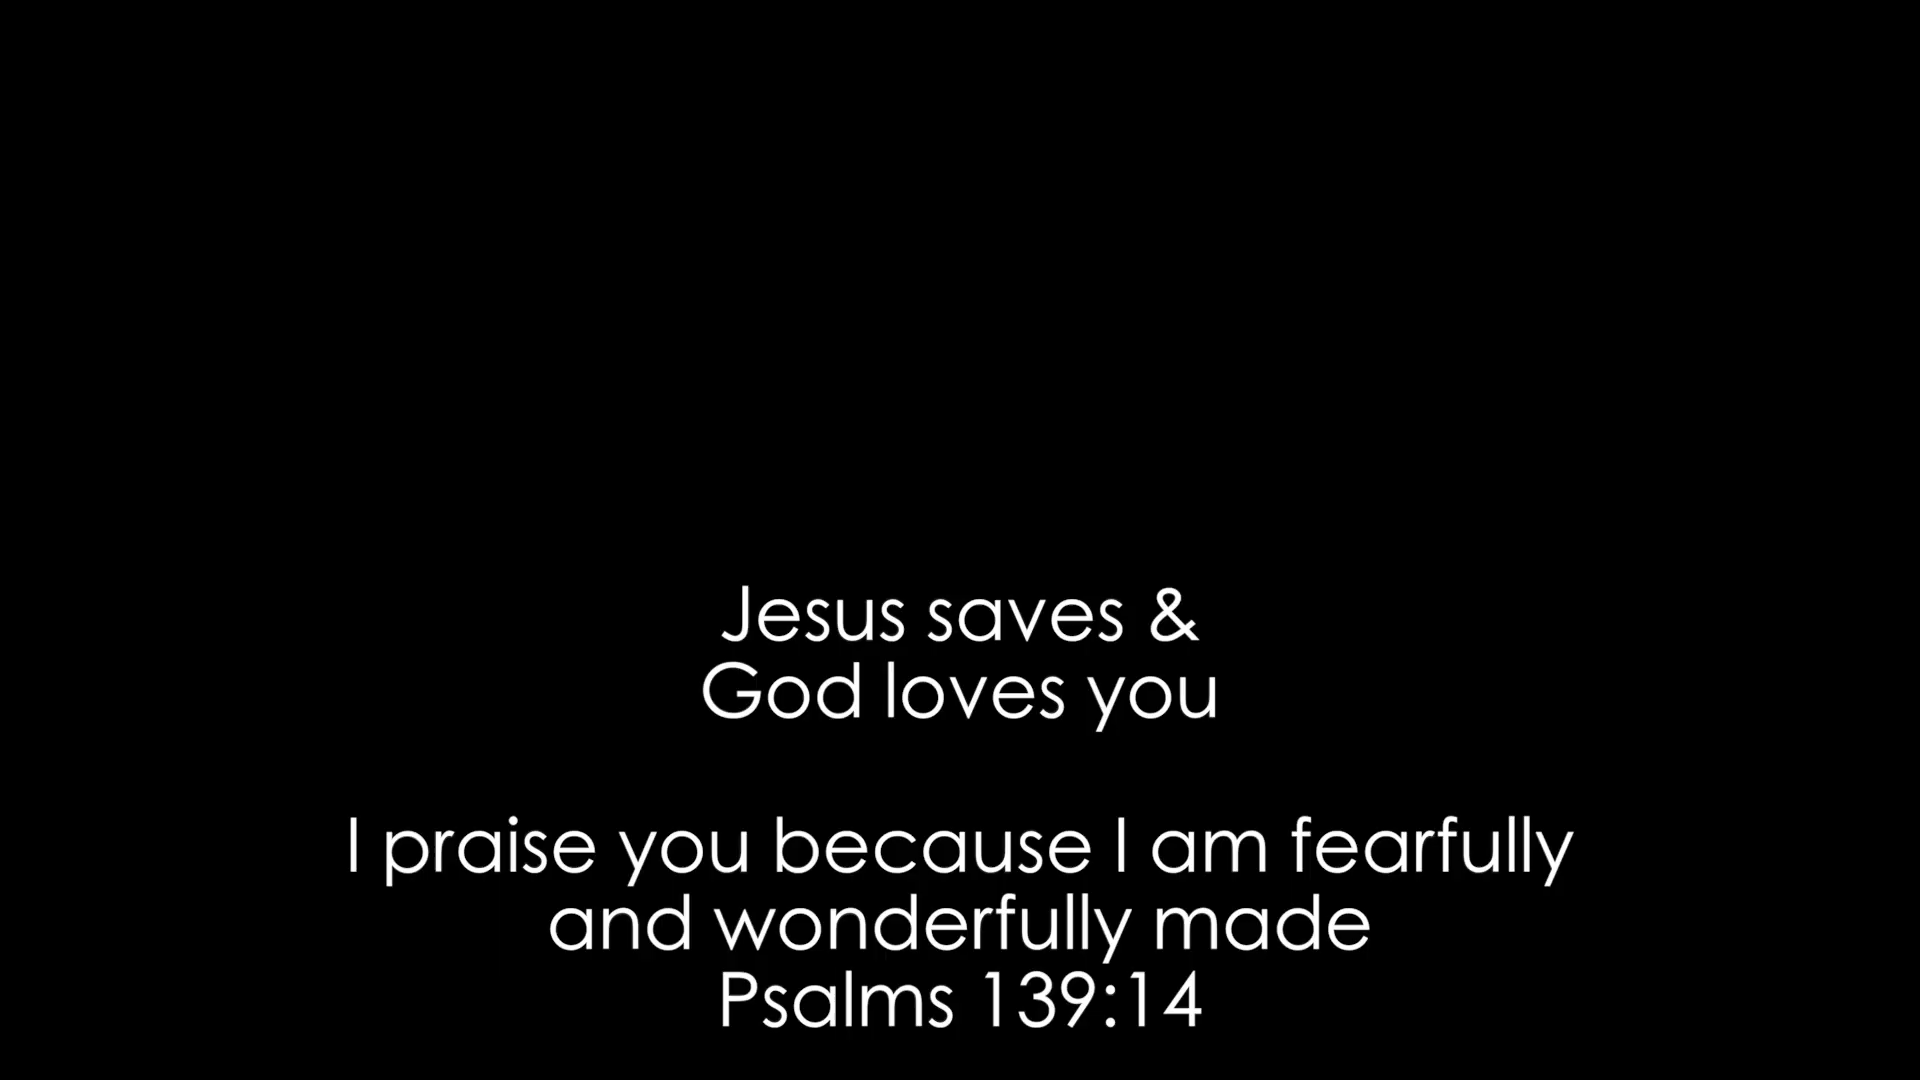 Jesus saves &
God loves you
I praise you because I am fearfully
and wonderfully made
Psalms 139:14